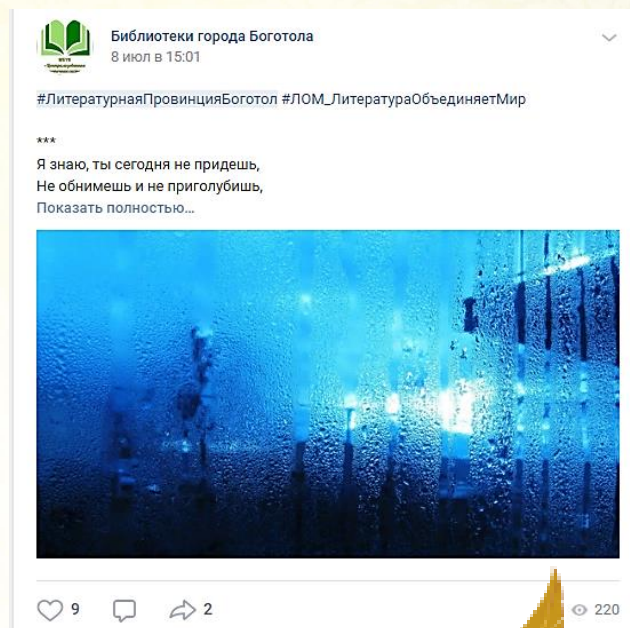 Библиотеки города Боготола
8 июл в 15:01
#ЛитературнаяПровинцияБоготол #ЛОМ_ЛитератураОбъединяетМир
***
Я знаю, ты сегодня не придешь,
Не обнимешь и не приголубишь,
Показать полностью...
9
2
220